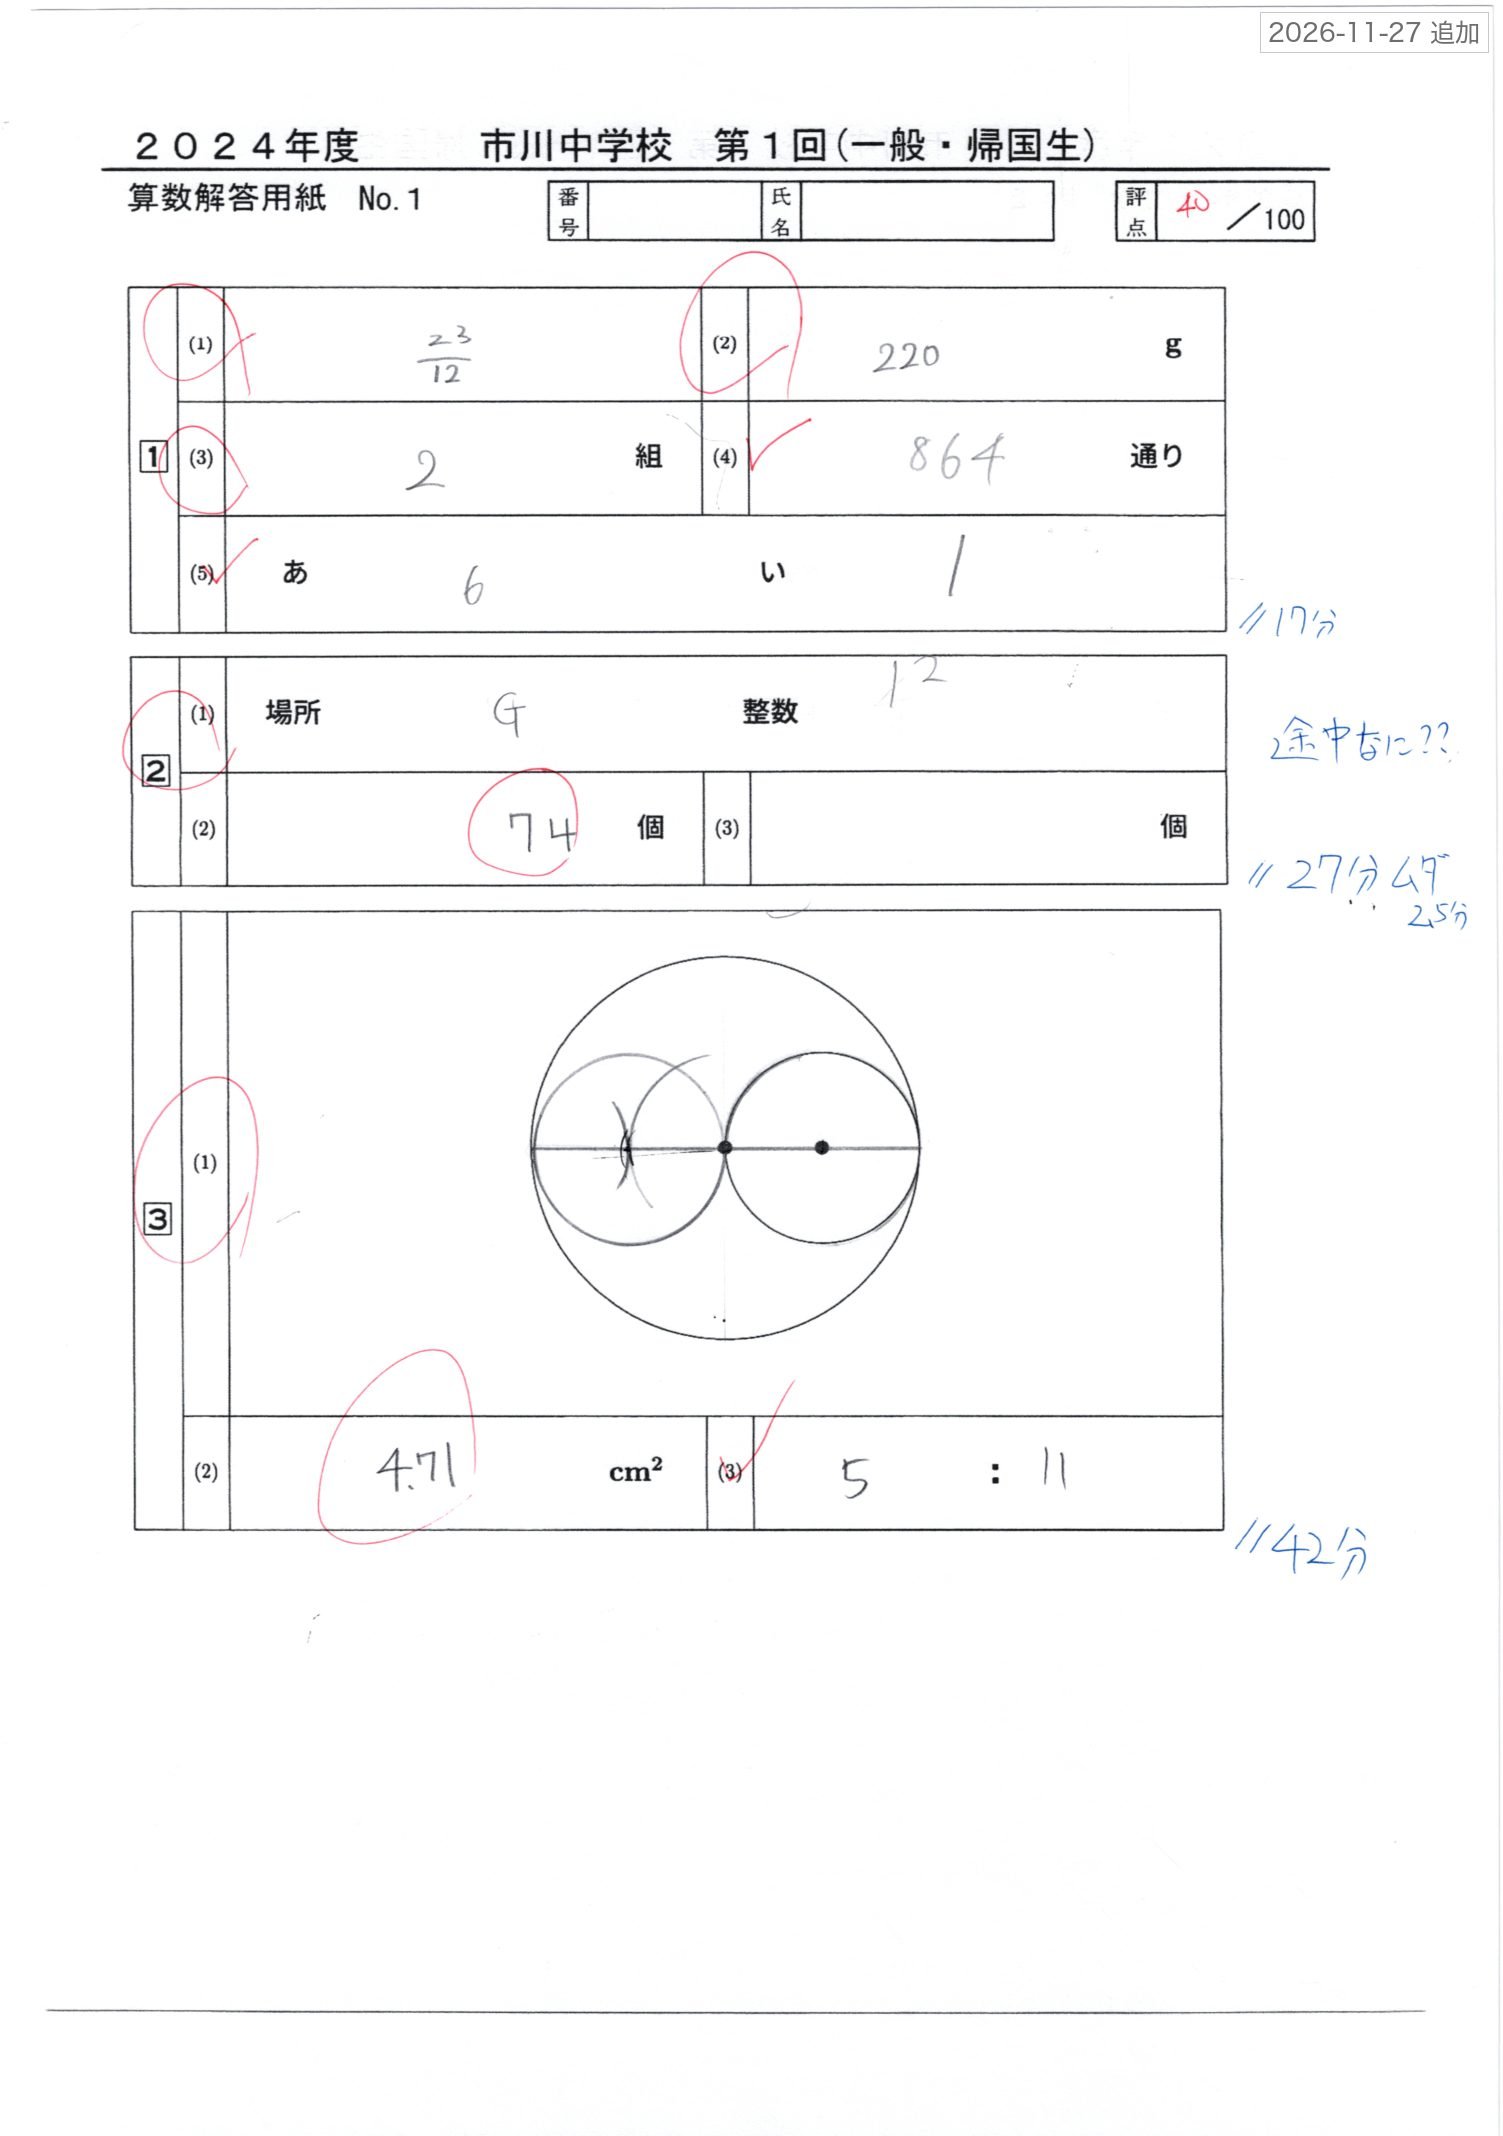 2026-11-27 追加
2024年度 市川中学校 第1回(一般・帰国生)
算数解答用紙 No.1
番号
氏名
評点 40/100
1
(1) 23/12
(2) 220 g
(3) 2 組
(4) 864 通り
(5) あ 6 い 1
〃17分
2
(1) 場所 G 整数 12
途中なに??
(2) 74 個
(3) 個
〃27分 ムダ
2.5分
3
(1)
(2) 4.71 cm²
(3) 5 : 11
〃42分